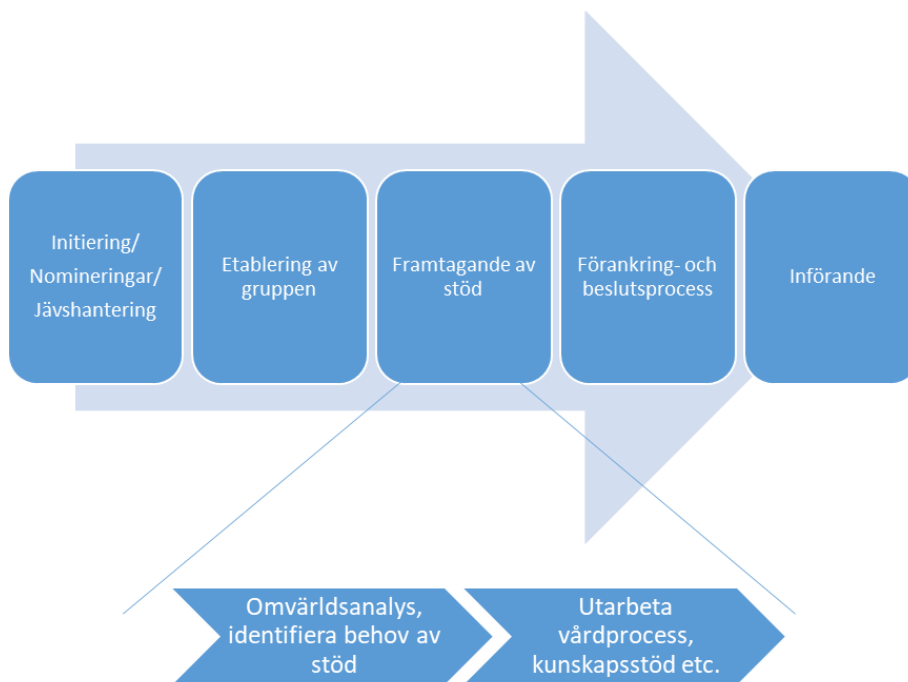 Initiering/
Nomineringar/
Jävshantering
Etablering av
gruppen
Framtagande av
stöd
Förankring- och
beslutsprocess
Införande
Omvärldsanalys,
identifiera behov av
stöd
Utarbeta
vårdprocess,
kunskapsstöd etc.